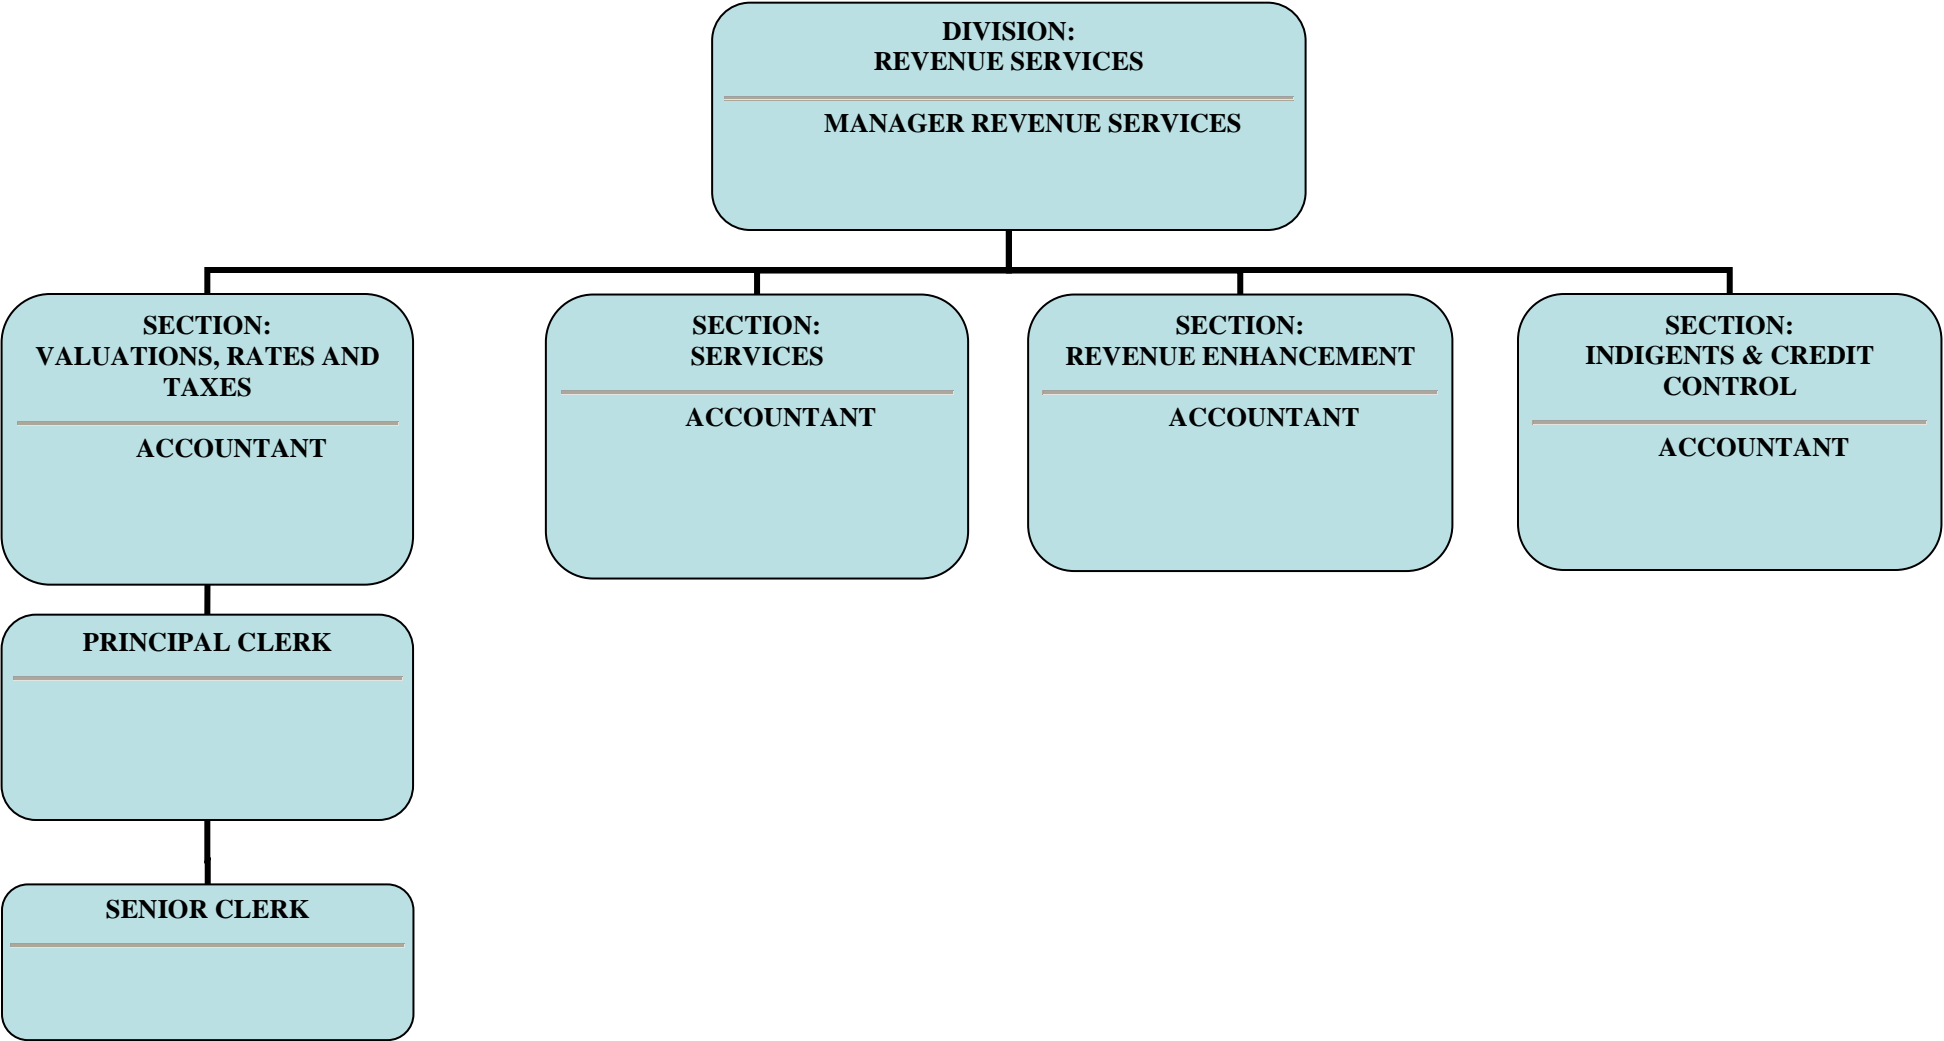 DIVISION:
REVENUE SERVICES
MANAGER REVENUE SERVICES
SECTION:
VALUATIONS, RATES AND
TAXES
ACCOUNTANT
SECTION:
SERVICES
ACCOUNTANT
SECTION:
REVENUE ENHANCEMENT
ACCOUNTANT
SECTION:
INDIGENTS & CREDIT
CONTROL
ACCOUNTANT
PRINCIPAL CLERK
SENIOR CLERK